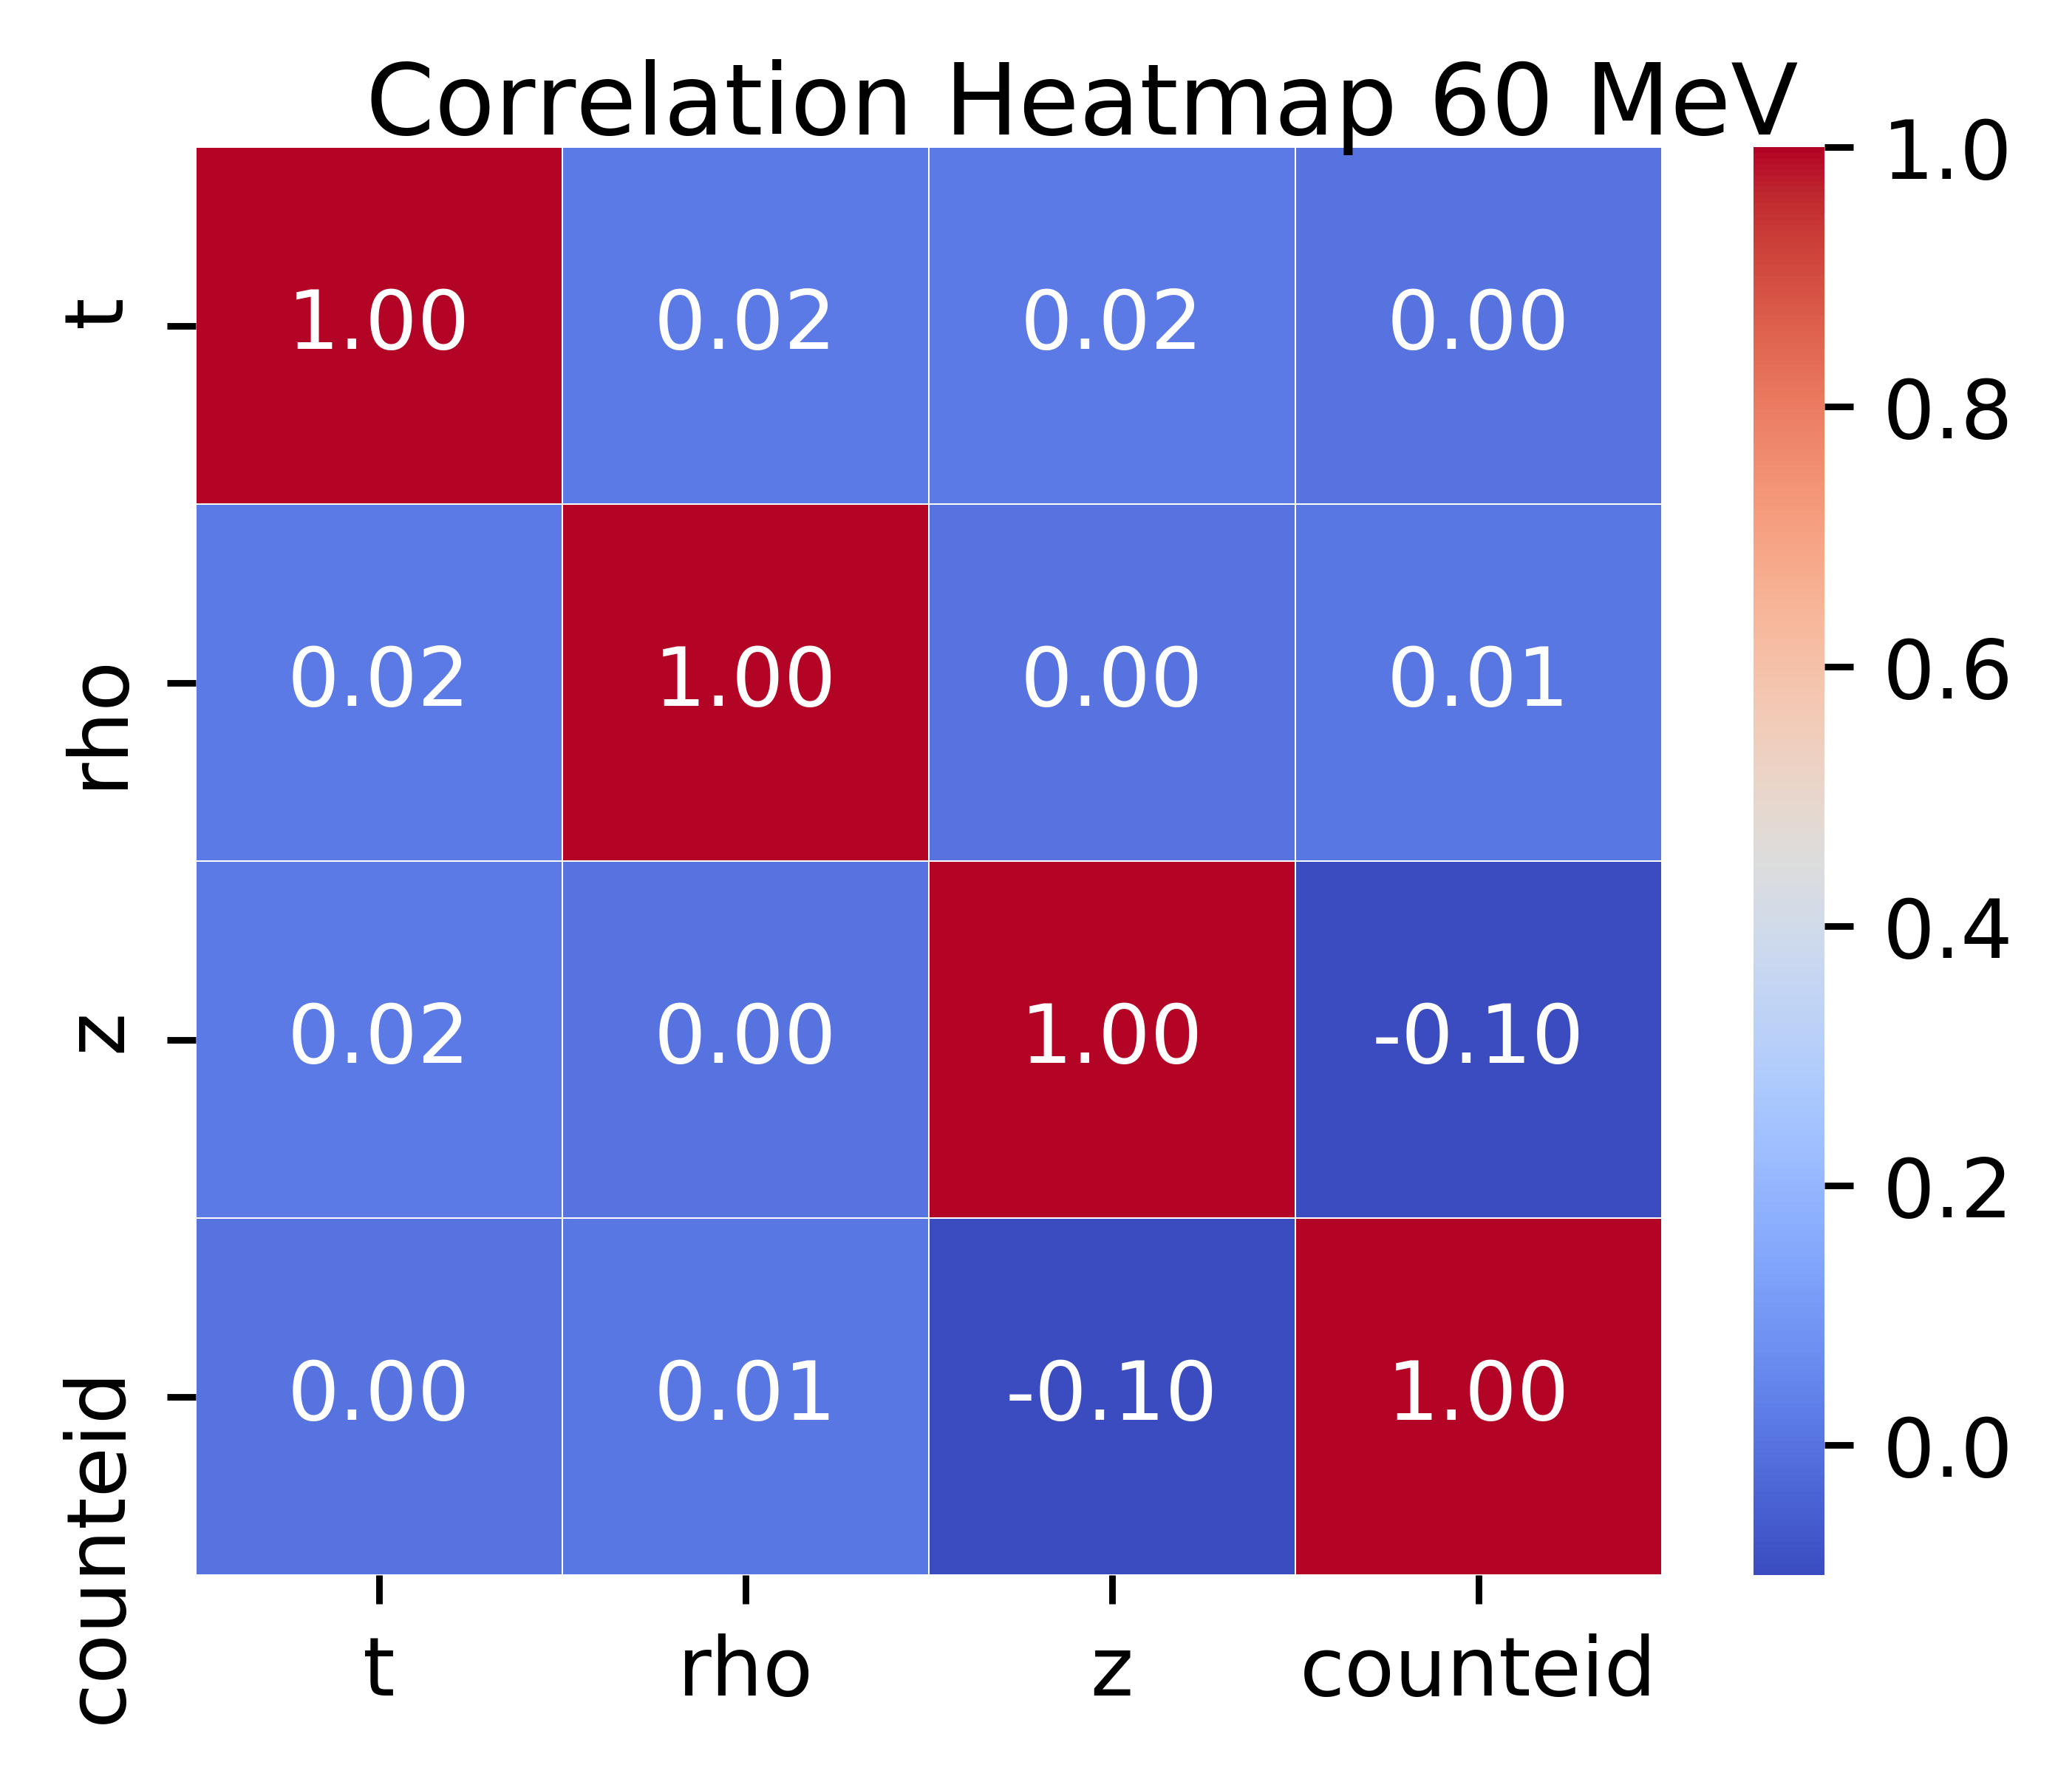 Correlation Heatmap 60 MeV
t 1.00 0.02 0.02 0.00
rho 0.02 1.00 0.00 0.01
z 0.02 0.00 1.00 -0.10
counteid 0.00 0.01 -0.10 1.00
t rho z counteid
1.0
0.8
0.6
0.4
0.2
0.0